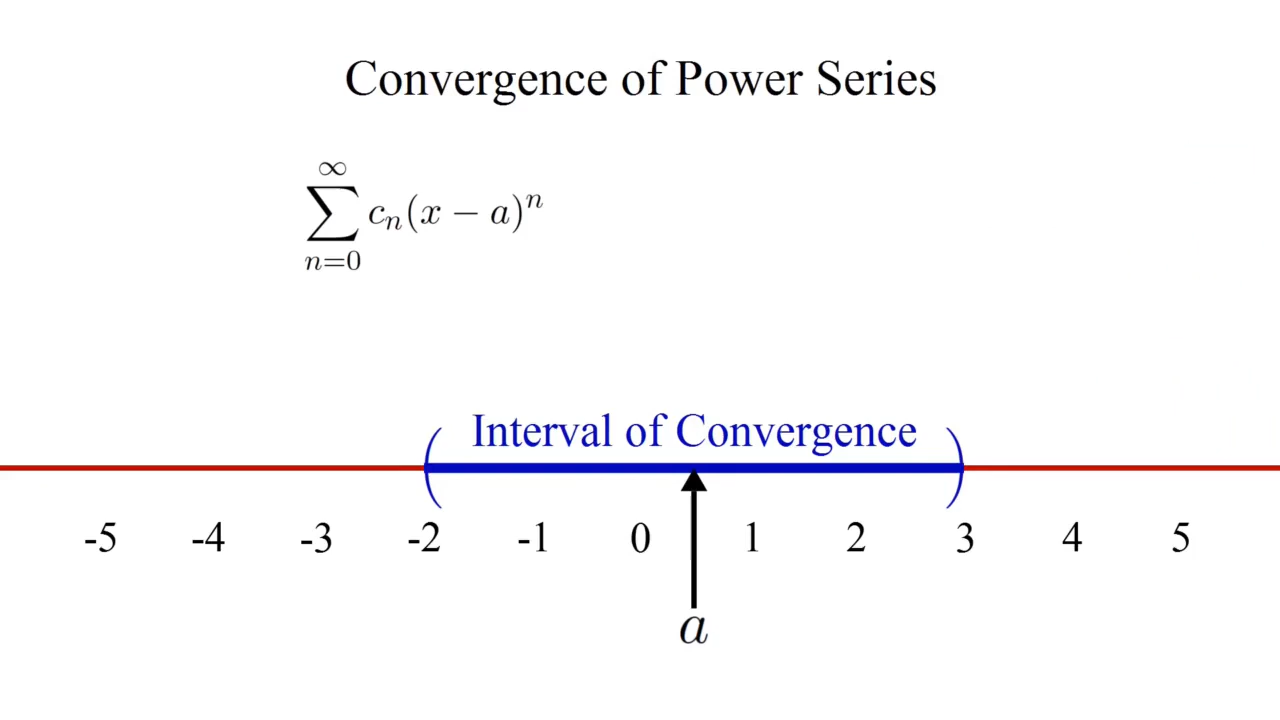 Convergence of Power Series
∞
∑ cₙ(x − a)ⁿ
n=0
( Interval of Convergence )
-5 -4 -3 -2 -1 0 1 2 3 4 5
a